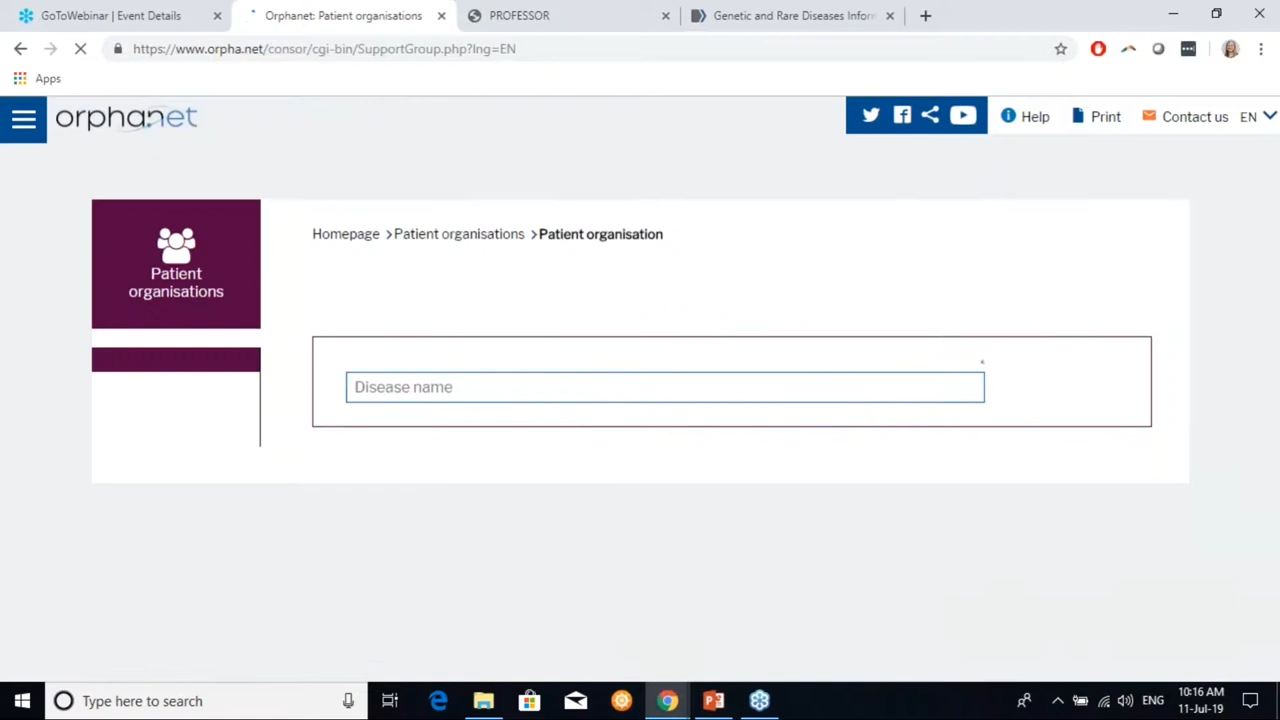 GoToWebinar | Event Details
Orphanet: Patient organisations
PROFESSOR
Genetic and Rare Diseases Inforr
https://www.orpha.net/consor/cgi-bin/SupportGroup.php?lng=EN
Apps
orphanet
Help
Print
Contact us
EN
Patient
organisations
Homepage >Patient organisations >Patient organisation
*
Disease name
Type here to search
ENG
10:16 AM
11-Jul-19